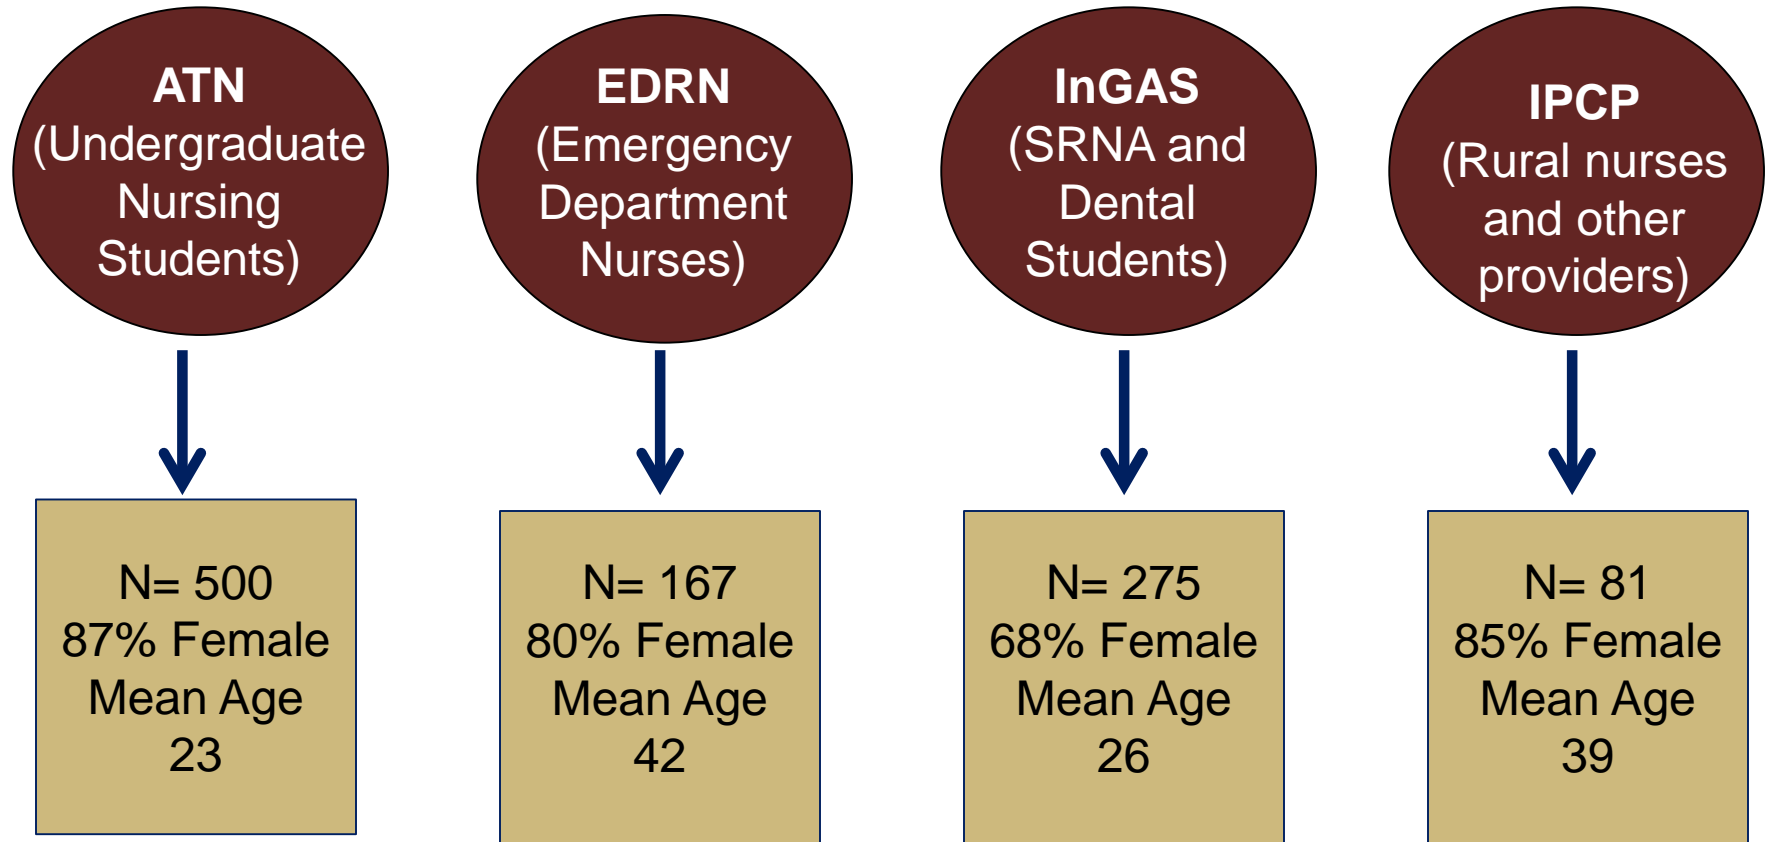 ATN
(Undergraduate
Nursing
Students)
EDRN
(Emergency
Department
Nurses)
InGAS
(SRNA and
Dental
Students)
IPCP
(Rural nurses
and other
providers)
N= 500
87% Female
Mean Age
23
N= 167
80% Female
Mean Age
42
N= 275
68% Female
Mean Age
26
N= 81
85% Female
Mean Age
39